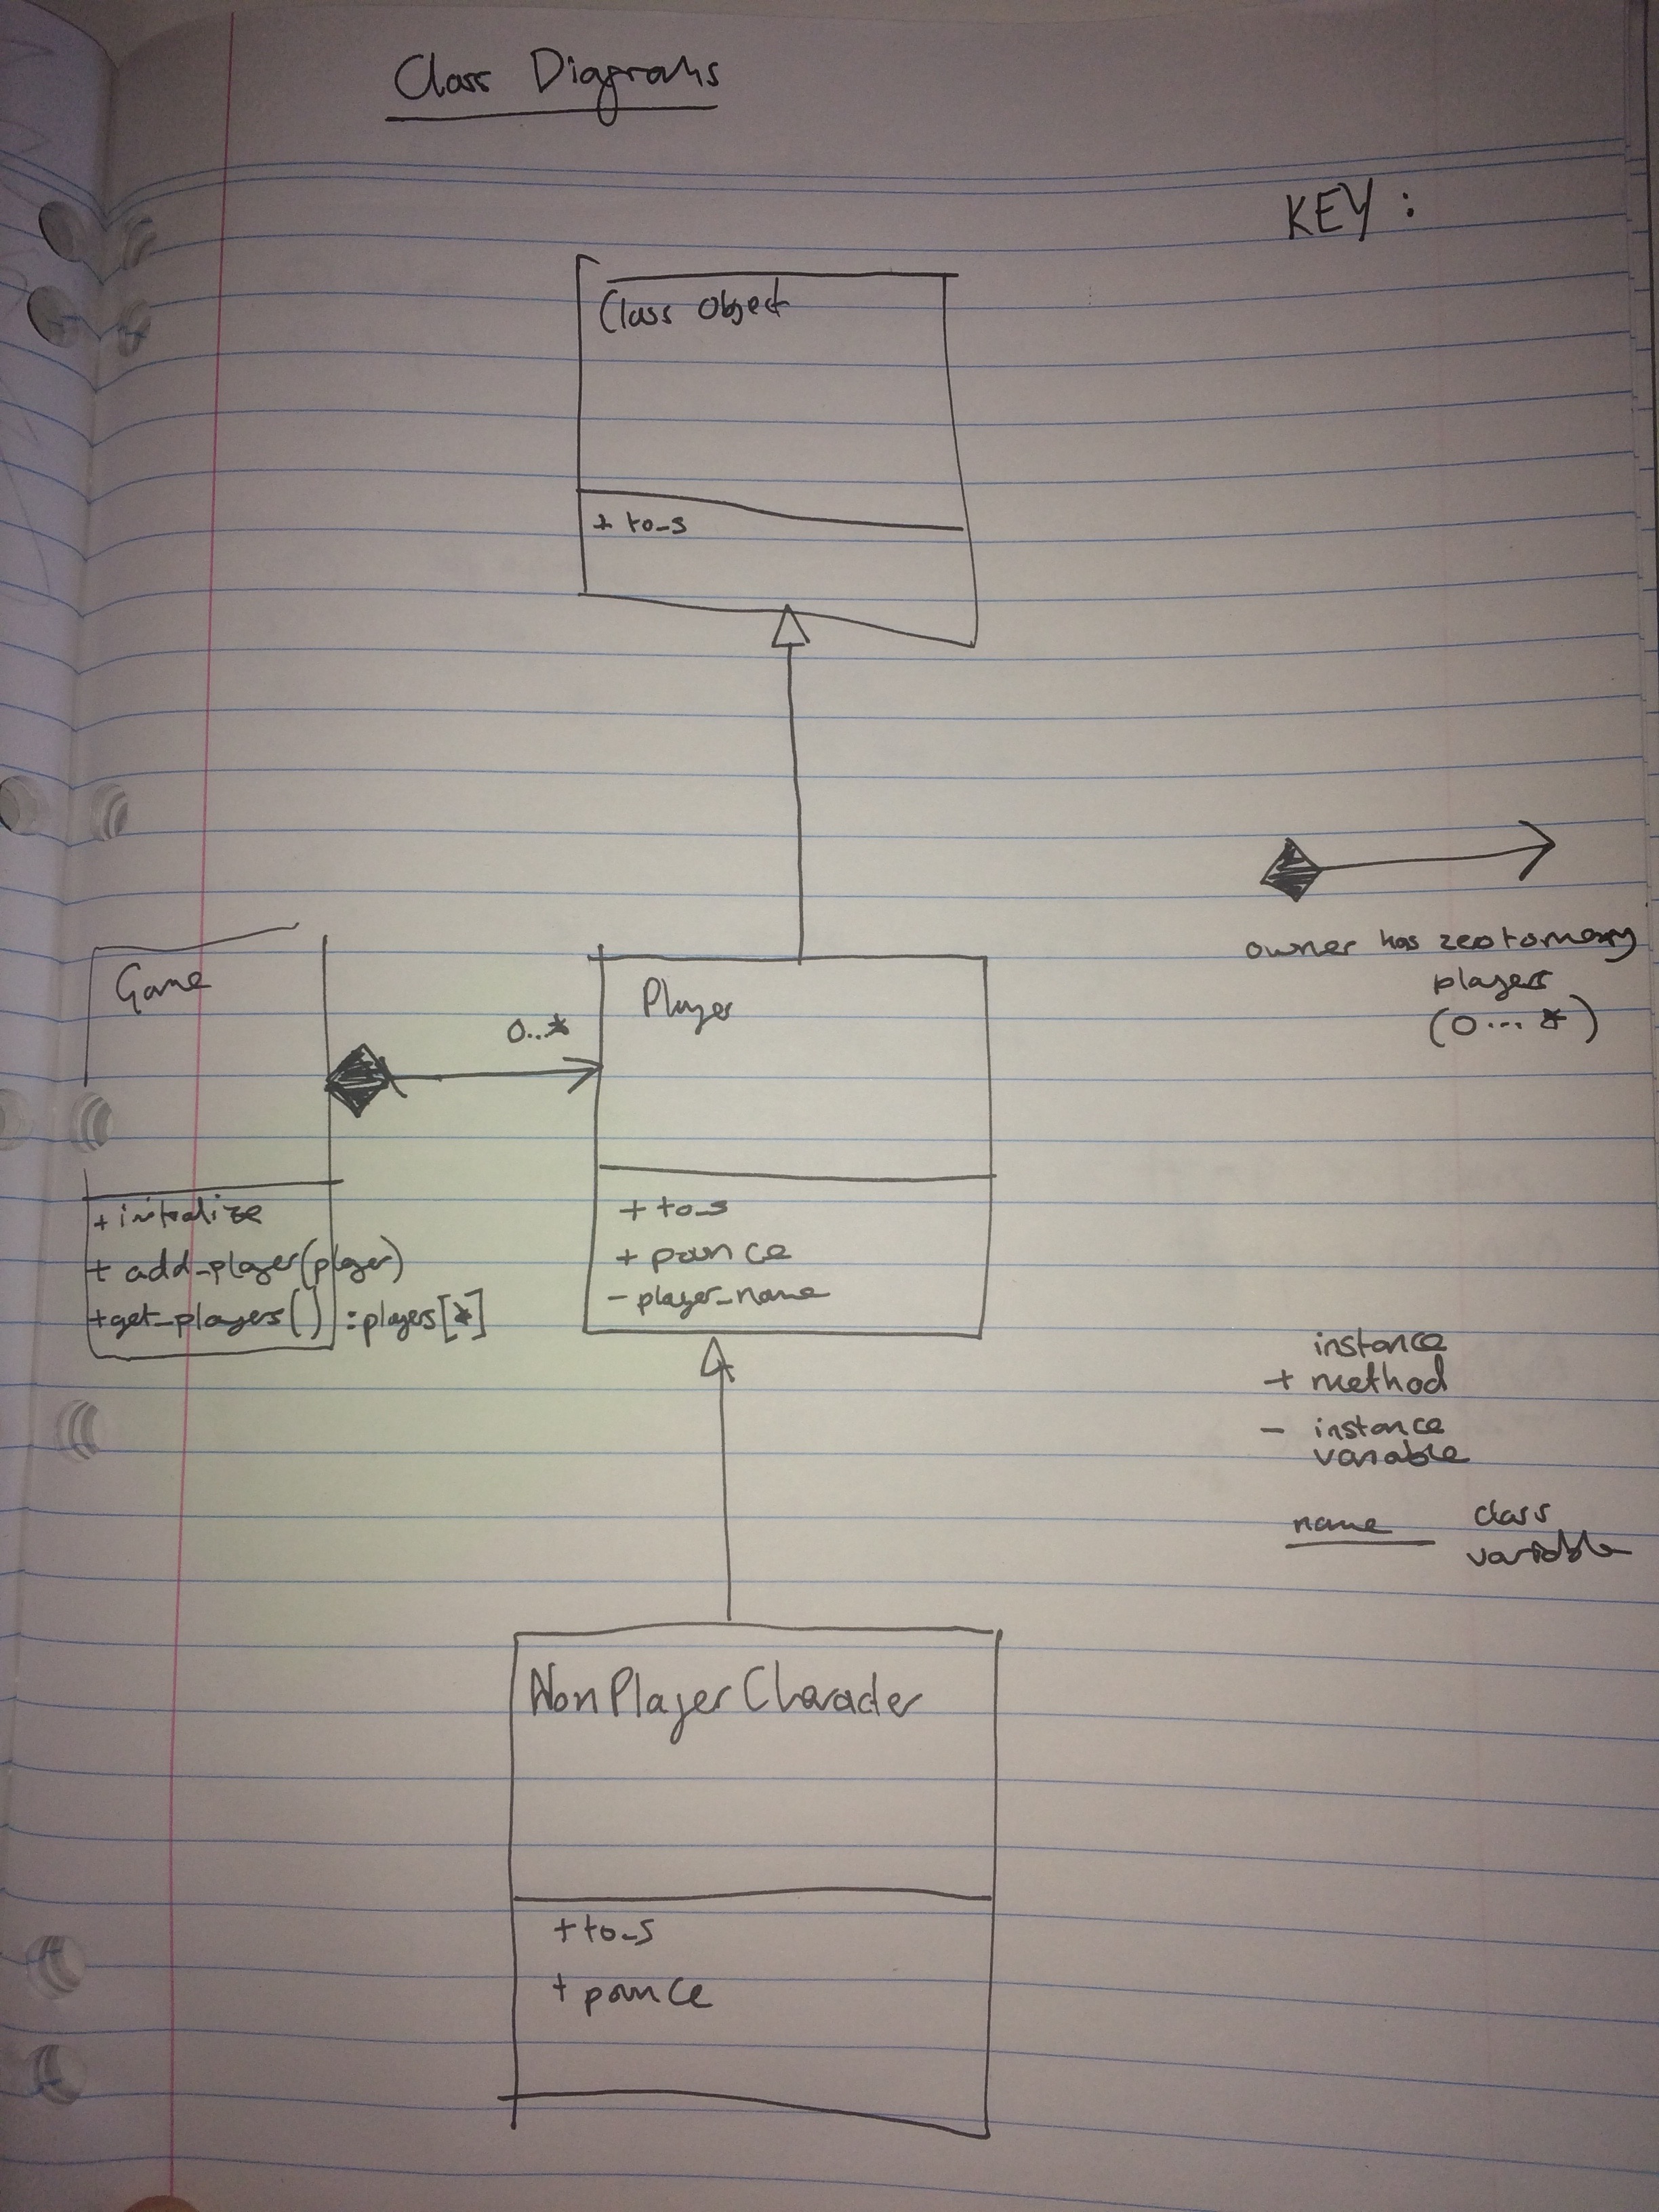 Class Diagrams
KEY :
Class Object
+ to_s
Game
0..*
Player
owner has zero to many
players
(0...*)
+ initialize
+ add_player(player)
+get_players() :players[*]
+ to_s
+ pounce
- player_name
instance
+ method
- instance
variable
name class
variable
NonPlayerCharacter
+ to_s
+ pounce